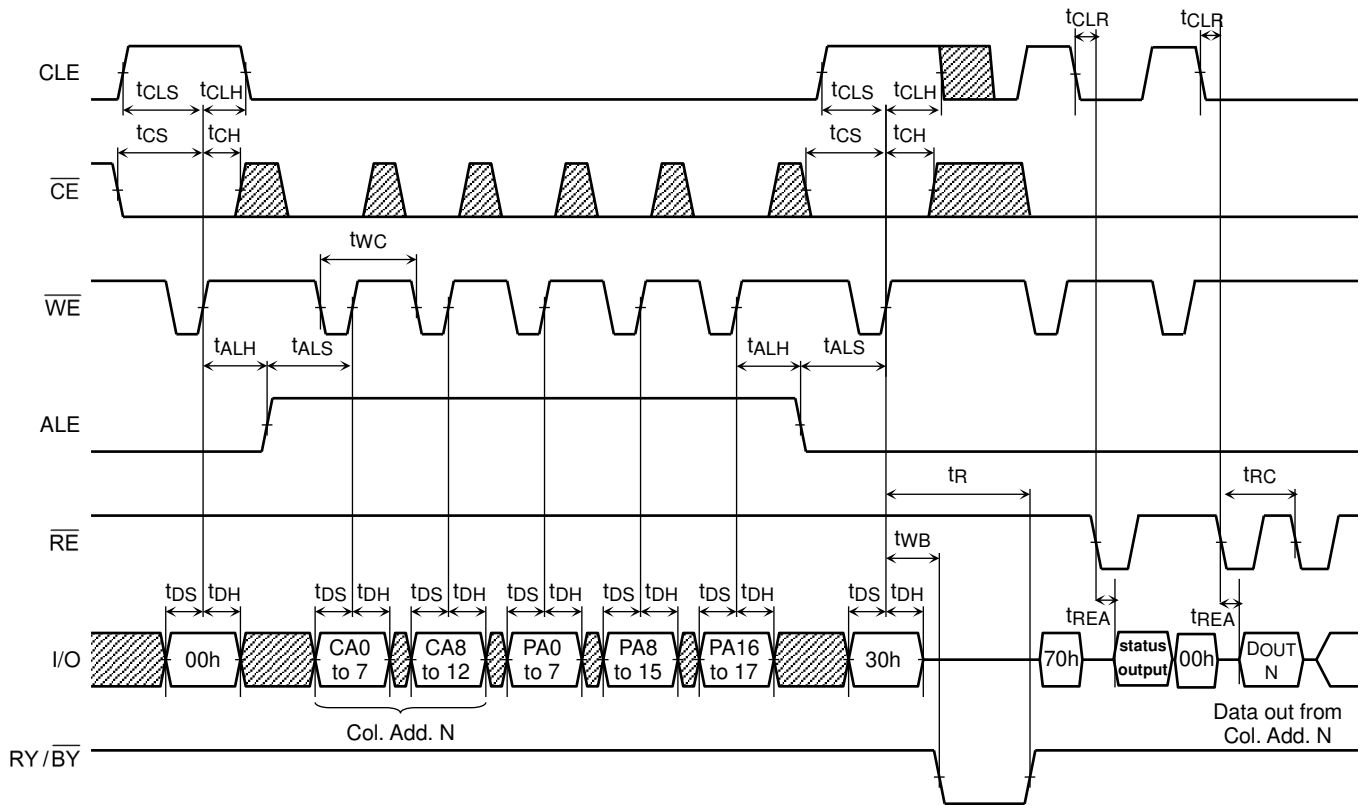 tCLR tCLR
CLE
tCLS tCLH tCLS tCLH
tCS tCH tCS tCH
CE
tWC
WE
tALH tALS tALH tALS
ALE
tR tRC
RE
tWB
tDS tDH tDS tDH tDS tDH tDS tDH tDS tDH tDS tDH tDS tDH
tREA tREA
I/O
00h
CA0 to 7
CA8 to 12
PA0 to 7
PA8 to 15
PA16 to 17
30h
70h
status output
00h
DOUT N
Col. Add. N
Data out from
Col. Add. N
RY/BY